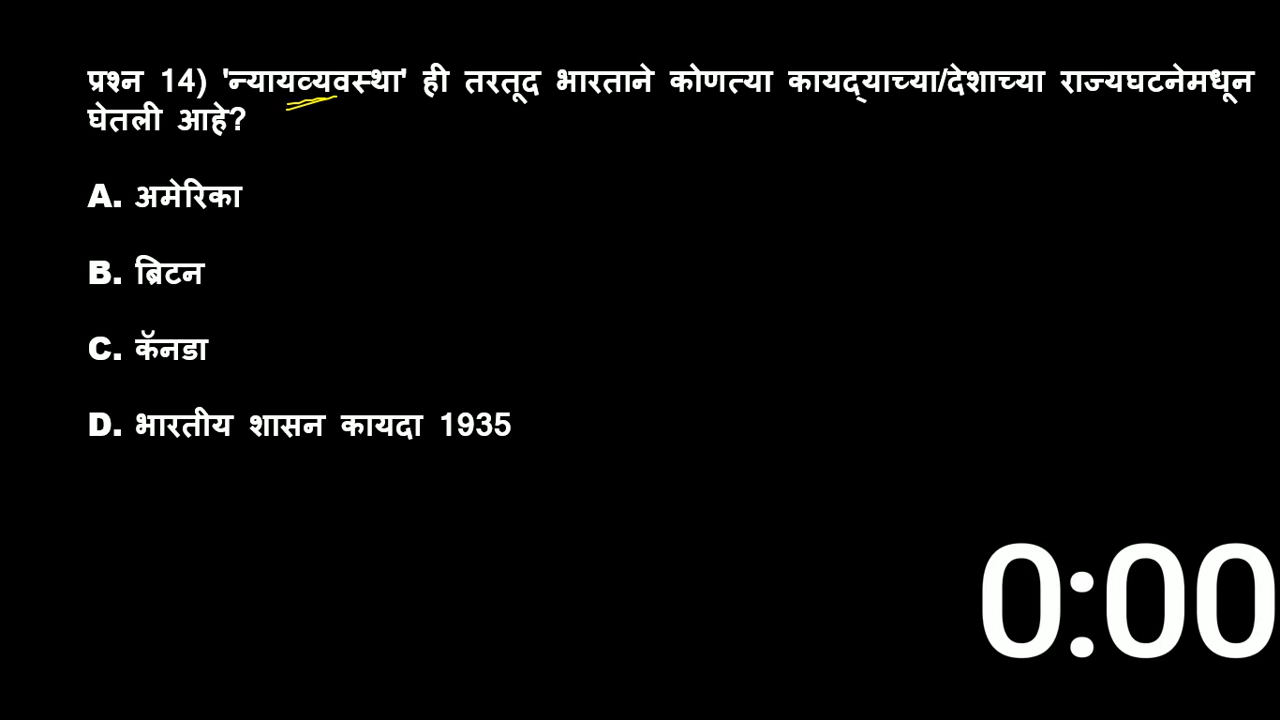 प्रश्न 14) 'न्यायव्यवस्था' ही तरतूद भारताने कोणत्या कायद्‍याच्या/देशाच्या राज्यघटनेमधून
घेतली आहे?
A. अमेरिका
B. ब्रिटन
C. कॅनडा
D. भारतीय शासन कायदा 1935
0:00